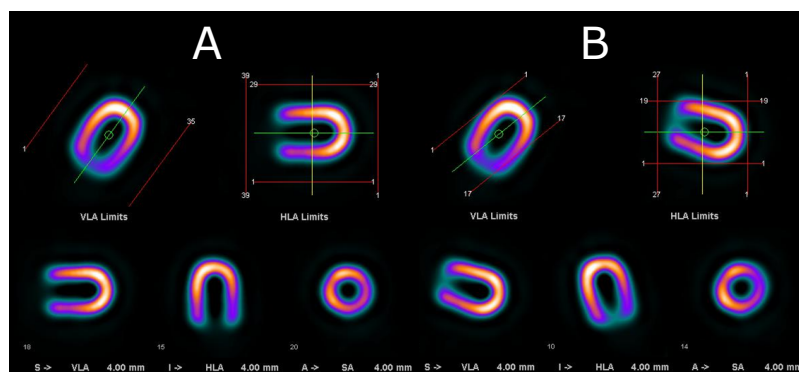 A B
39 1 1 27 1
29 29
35 19 19
17
1 1 1 1 1
39 1 17 27 1
VLA Limits HLA Limits VLA Limits HLA Limits
18 15 20 10 14
S -> VLA 4.00 mm I -> HLA 4.00 mm A -> SA 4.00 mm S -> VLA 4.00 mm I -> HLA 4.00 mm A -> SA 4.00 mm